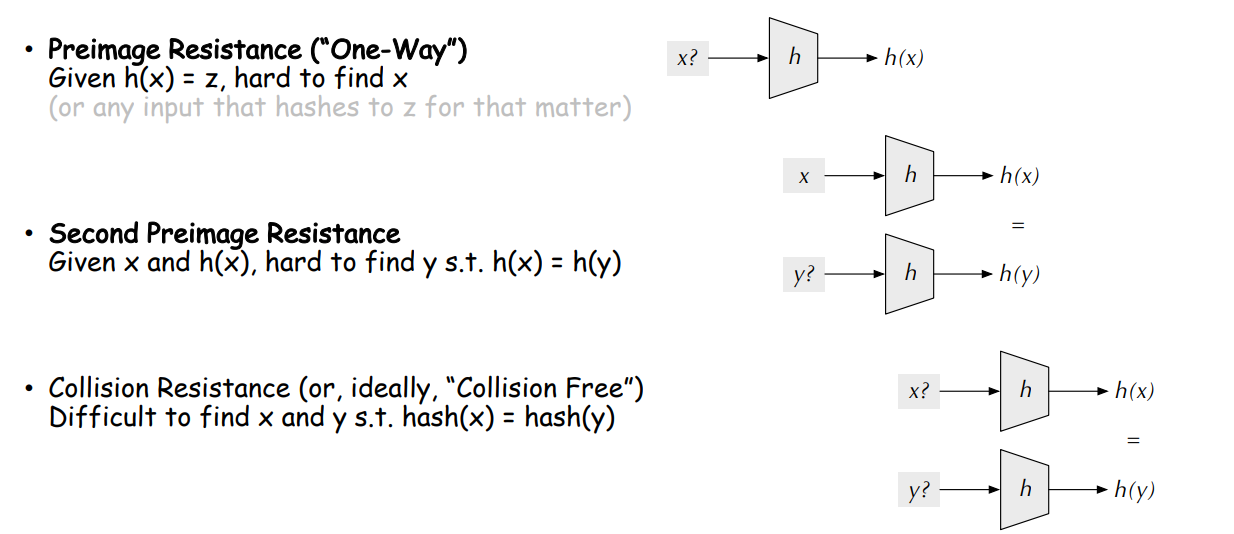 • Preimage Resistance ("One-Way")
Given h(x) = z, hard to find x
(or any input that hashes to z for that matter)
x?
h
h(x)
• Second Preimage Resistance
Given x and h(x), hard to find y s.t. h(x) = h(y)
x
h
h(x)
=
y?
h
h(y)
• Collision Resistance (or, ideally, "Collision Free")
Difficult to find x and y s.t. hash(x) = hash(y)
x?
h
h(x)
=
y?
h
h(y)